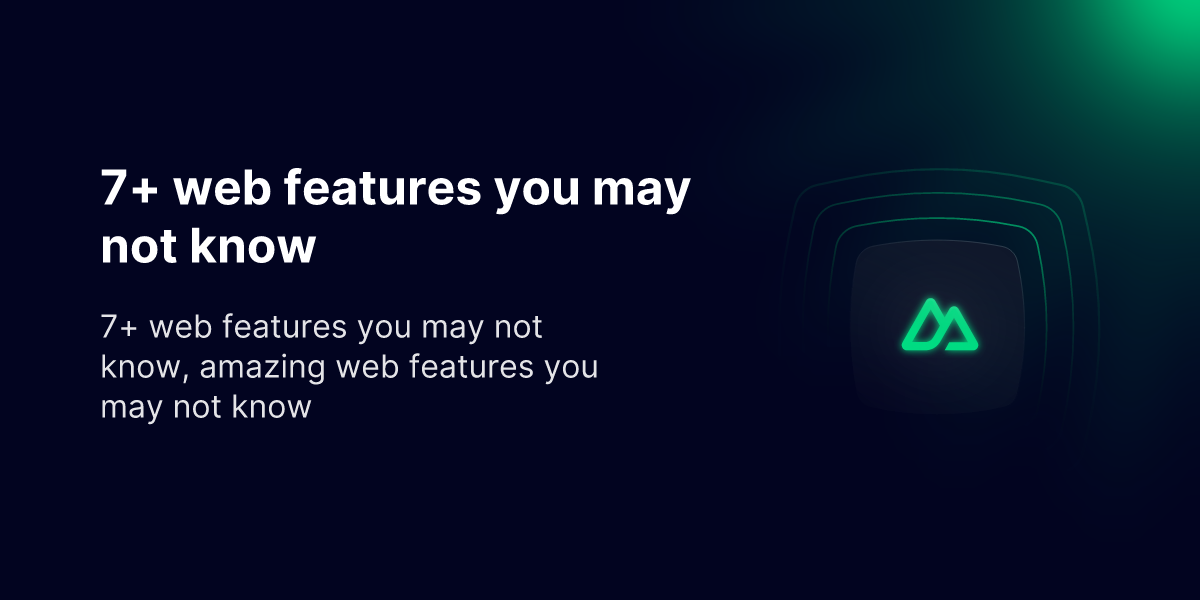 7+ web features you may
not know
7+ web features you may not
know, amazing web features you
may not know